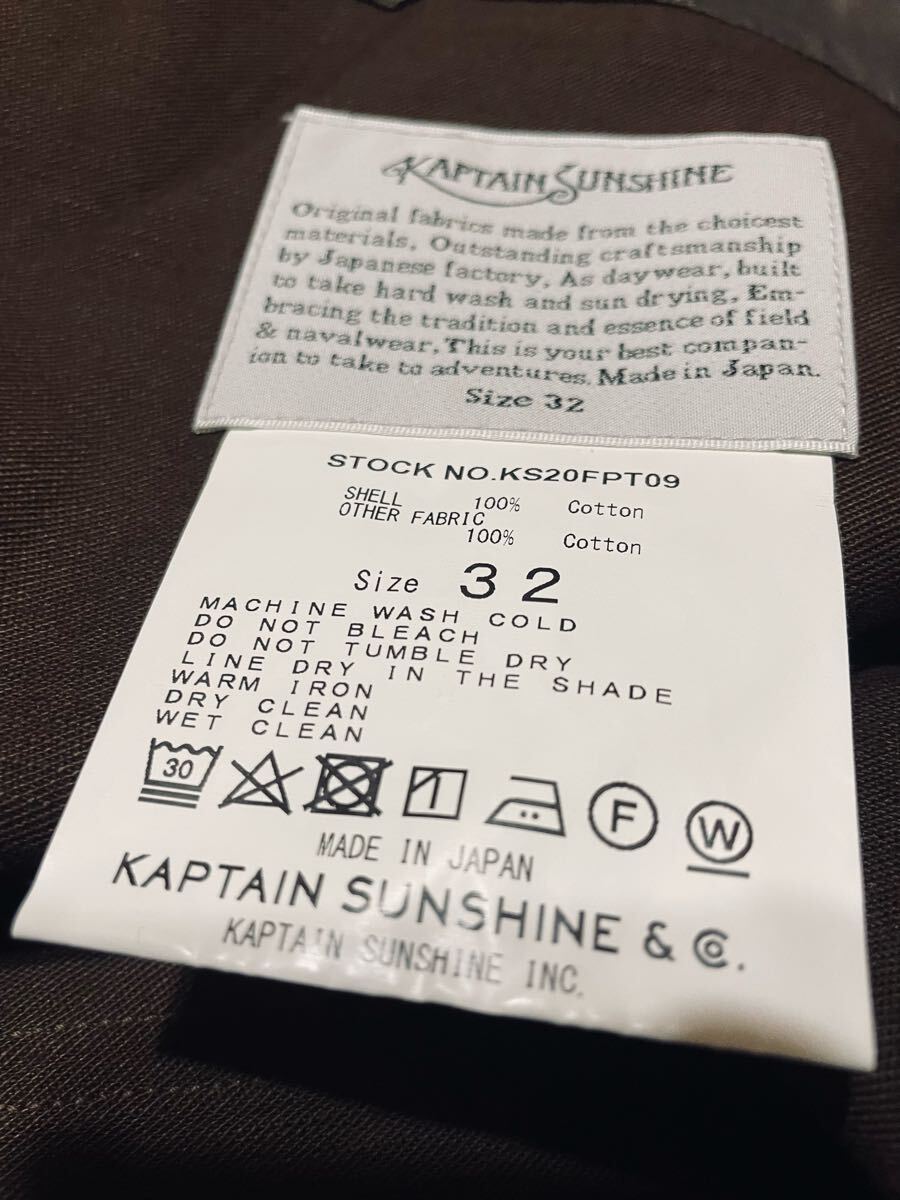 KAPTAIN SUNSHINE
Original fabrics made from the choicest
materials. Outstanding craftsmanship
by Japanese factory. As daywear, built
to take hard wash and sun drying. Em-
bracing the tradition and essence of field
& navalwear. This is your best compan-
ion to take to adventures. Made in Japan.
Size 32
STOCK NO.KS20FPT09
SHELL 100% Cotton
OTHER FABRIC
100% Cotton
Size 32
MACHINE WASH COLD
DO NOT BLEACH
DO NOT TUMBLE DRY
LINE DRY IN THE SHADE
WARM IRON
DRY CLEAN
WET CLEAN
30 F W
MADE IN JAPAN
KAPTAIN SUNSHINE & Co.
KAPTAIN SUNSHINE INC.